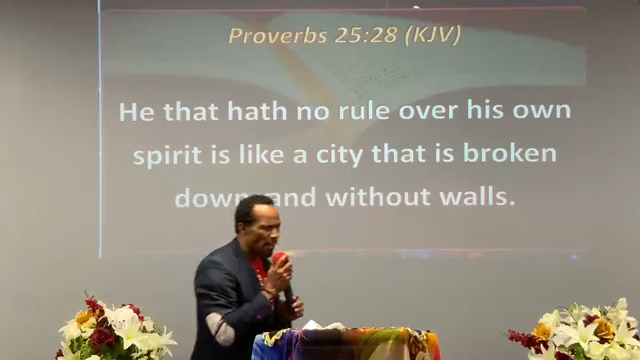 Proverbs 25:28 (KJV)
He that hath no rule over his own
spirit is like a city that is broken
down and without walls.